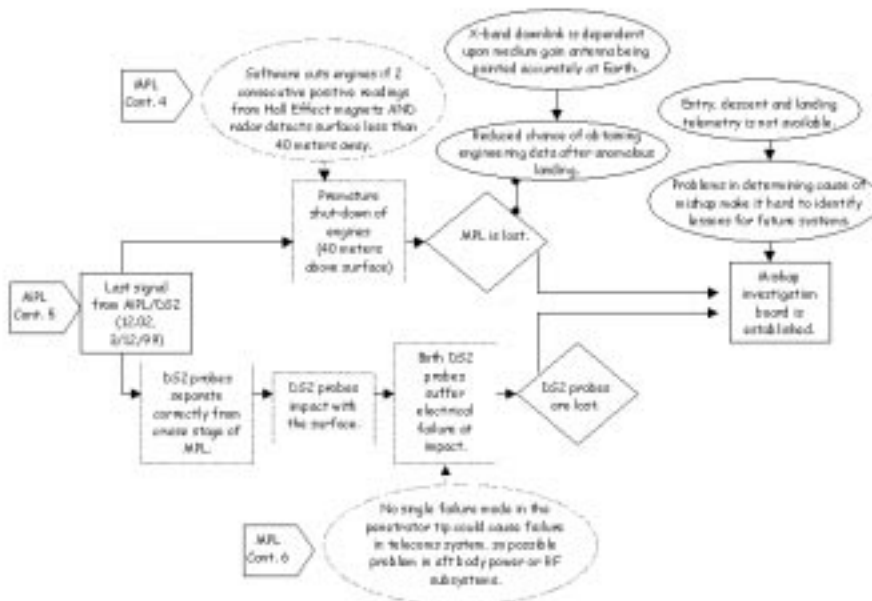 X-band downlink is dependent
upon medium gain antenna being
pointed accurately at Earth.
MPL
Cont. 4
Software cuts engines if 2
consecutive positive readings
from Hall Effect magnets AND
radar detects surface less than
40 meters away.
Entry, descent and landing
telemetry is not available.
Reduced chance of obtaining
engineering data after anomalous
landing.
Premature
shut-down of
engines
(40 meters
above surface)
MPL is lost.
Problems in determining cause of
mishap make it hard to identify
lessons for future systems.
MPL
Cont. 5
Last signal
from MPL/DS2
(12:02,
3/12/99)
Mishap
investigation
board is
established.
DS2 probes
separate
correctly from
cruise stage of
MPL.
DS2 probes
impact with
the surface.
Both DS2
probes
suffer
electrical
failure at
impact.
DS2 probes
are lost.
MPL
Cont. 6
No single failure mode in the
penetrator tip could cause failure
in telecoms system, so possible
problem in aft body power or RF
subsystems.